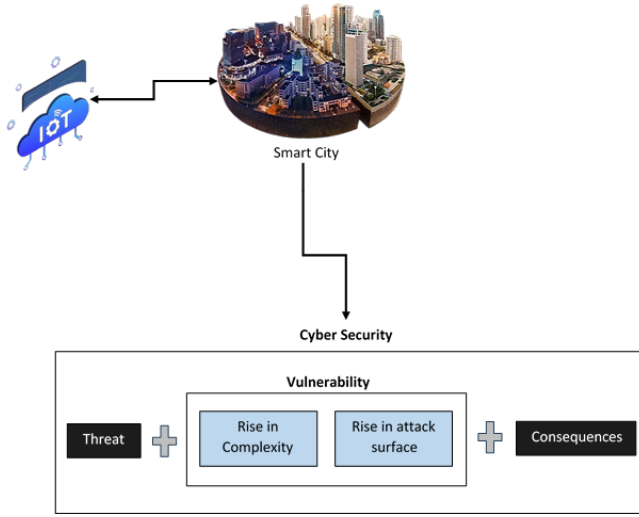 IOT
Smart City
Cyber Security
Vulnerability
Threat
Rise in
Complexity
Rise in attack
surface
Consequences